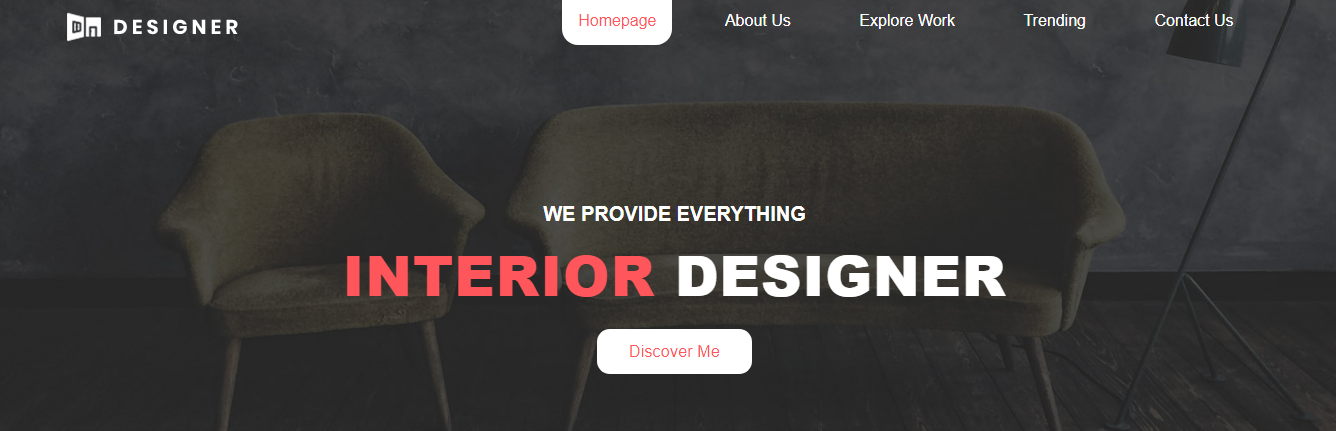 DESIGNER
Homepage About Us Explore Work Trending Contact Us
WE PROVIDE EVERYTHING
INTERIOR DESIGNER
Discover Me